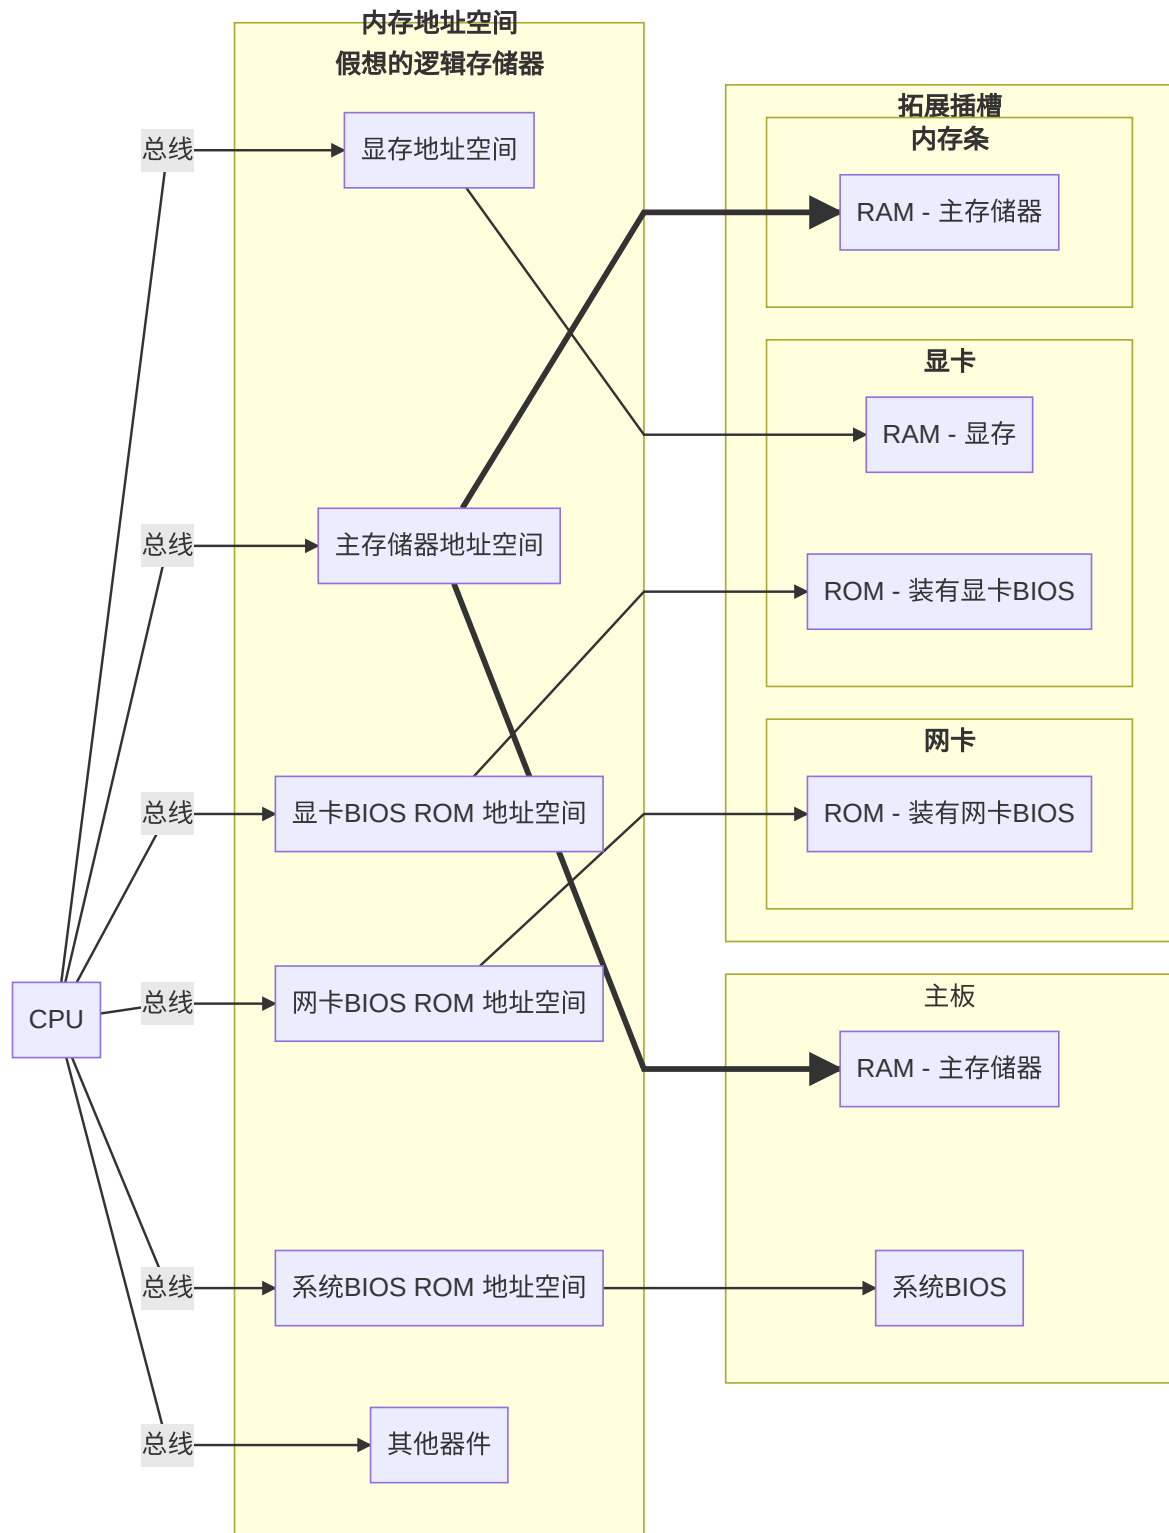 内存地址空间
假想的逻辑存储器
总线
显存地址空间
总线
主存储器地址空间
总线
显卡BIOS ROM 地址空间
CPU
总线
网卡BIOS ROM 地址空间
总线
系统BIOS ROM 地址空间
总线
其他器件
拓展插槽
内存条
RAM - 主存储器
显卡
RAM - 显存
ROM - 装有显卡BIOS
网卡
ROM - 装有网卡BIOS
主板
RAM - 主存储器
系统BIOS